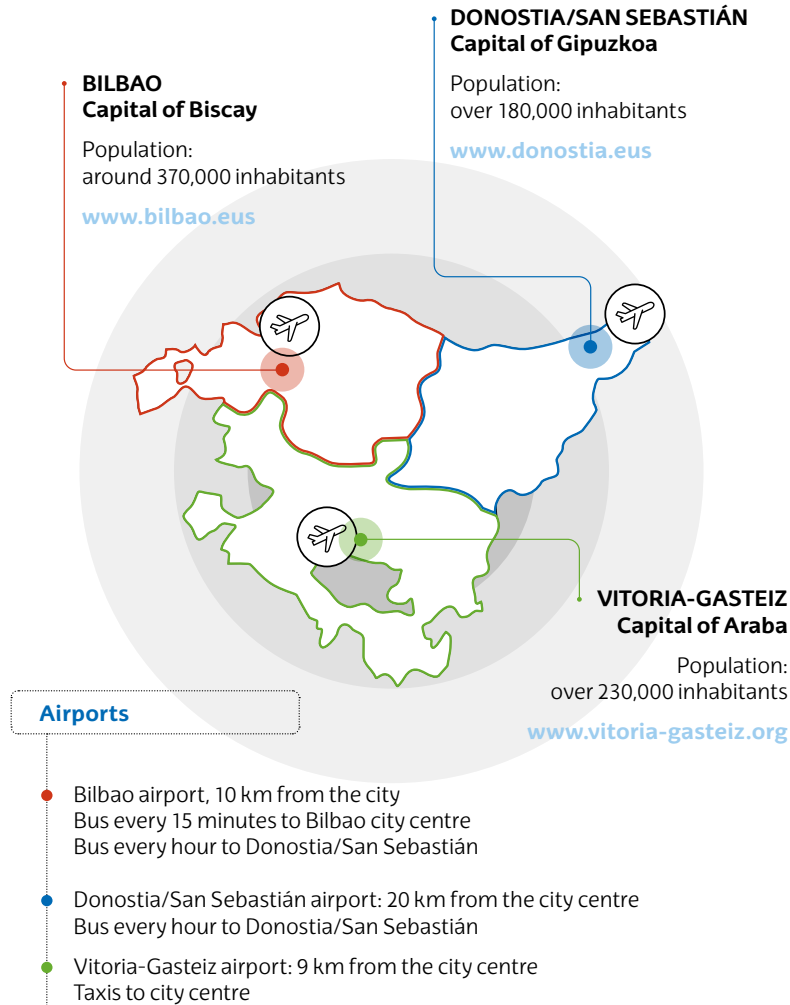 DONOSTIA/SAN SEBASTIÁN
Capital of Gipuzkoa
Population:
over 180,000 inhabitants
www.donostia.eus
BILBAO
Capital of Biscay
Population:
around 370,000 inhabitants
www.bilbao.eus
VITORIA-GASTEIZ
Capital of Araba
Population:
over 230,000 inhabitants
www.vitoria-gasteiz.org
Airports
Bilbao airport, 10 km from the city
Bus every 15 minutes to Bilbao city centre
Bus every hour to Donostia/San Sebastián
Donostia/San Sebastián airport: 20 km from the city centre
Bus every hour to Donostia/San Sebastián
Vitoria-Gasteiz airport: 9 km from the city centre
Taxis to city centre